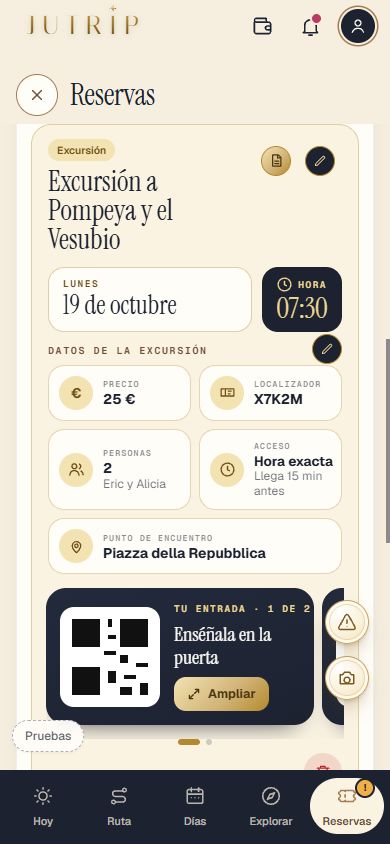 JUTRIP
Reservas
Excursión
Excursión a
Pompeya y el
Vesubio
LUNES
19 de octubre
HORA
07:30
DATOS DE LA EXCURSIÓN
PRECIO
25 €
LOCALIZADOR
X7K2M
PERSONAS
2
Eric y Alicia
ACCESO
Hora exacta
Llega 15 min
antes
PUNTO DE ENCUENTRO
Piazza della Repubblica
TU ENTRADA · 1 DE 2
Enséñala en la
puerta
Ampliar
Pruebas
Hoy
Ruta
Días
Explorar
Reservas